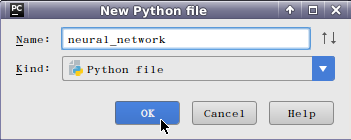 PC New Python file
Name: neural_network
Kind: Python file
OK Cancel Help